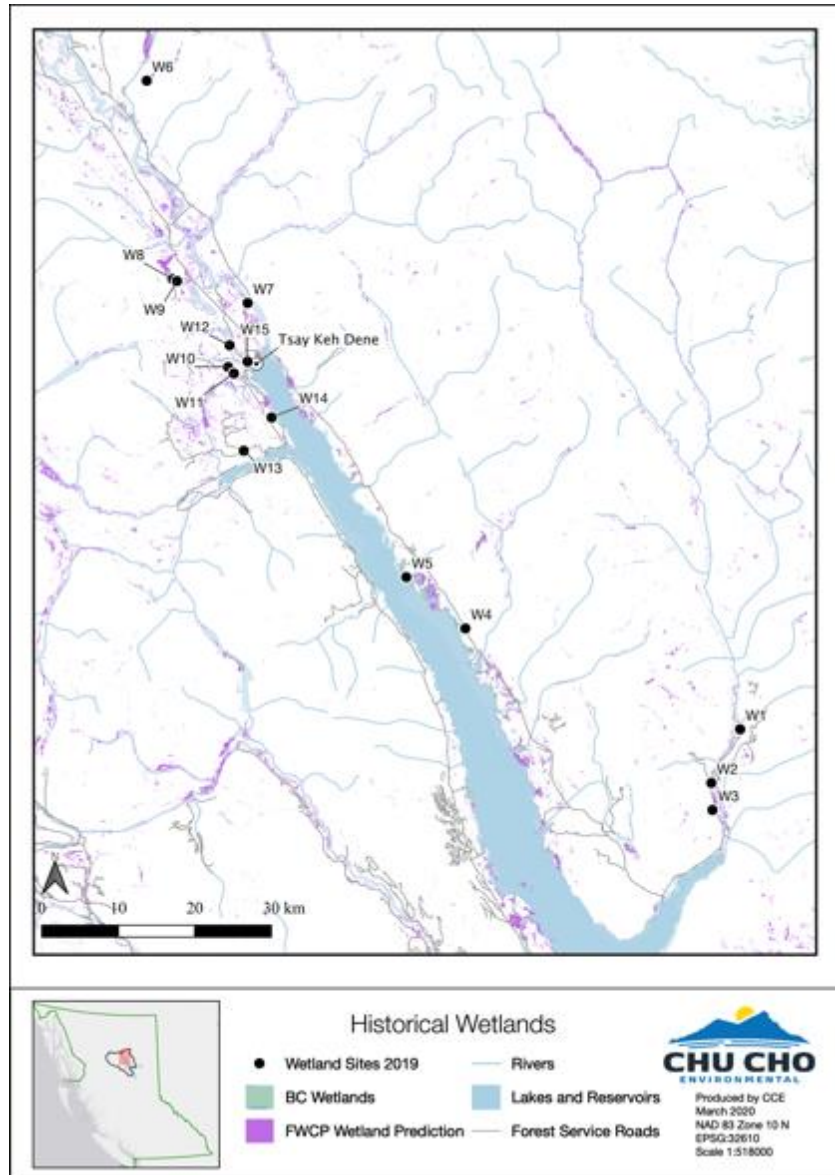 W6
W8
W9
W7
W12
W15
Tsay Keh Dene
W10
W11
W14
W13
W5
W4
W1
W2
W3
N
0 10 20 30 km
Historical Wetlands
Wetland Sites 2019
BC Wetlands
FWCP Wetland Prediction
Rivers
Lakes and Reservoirs
Forest Service Roads
CHU CHO
ENVIRONMENTAL
Produced by CCE
March 2020
NAD 83 Zone 10 N
EPSG:32610
Scale 1:518000